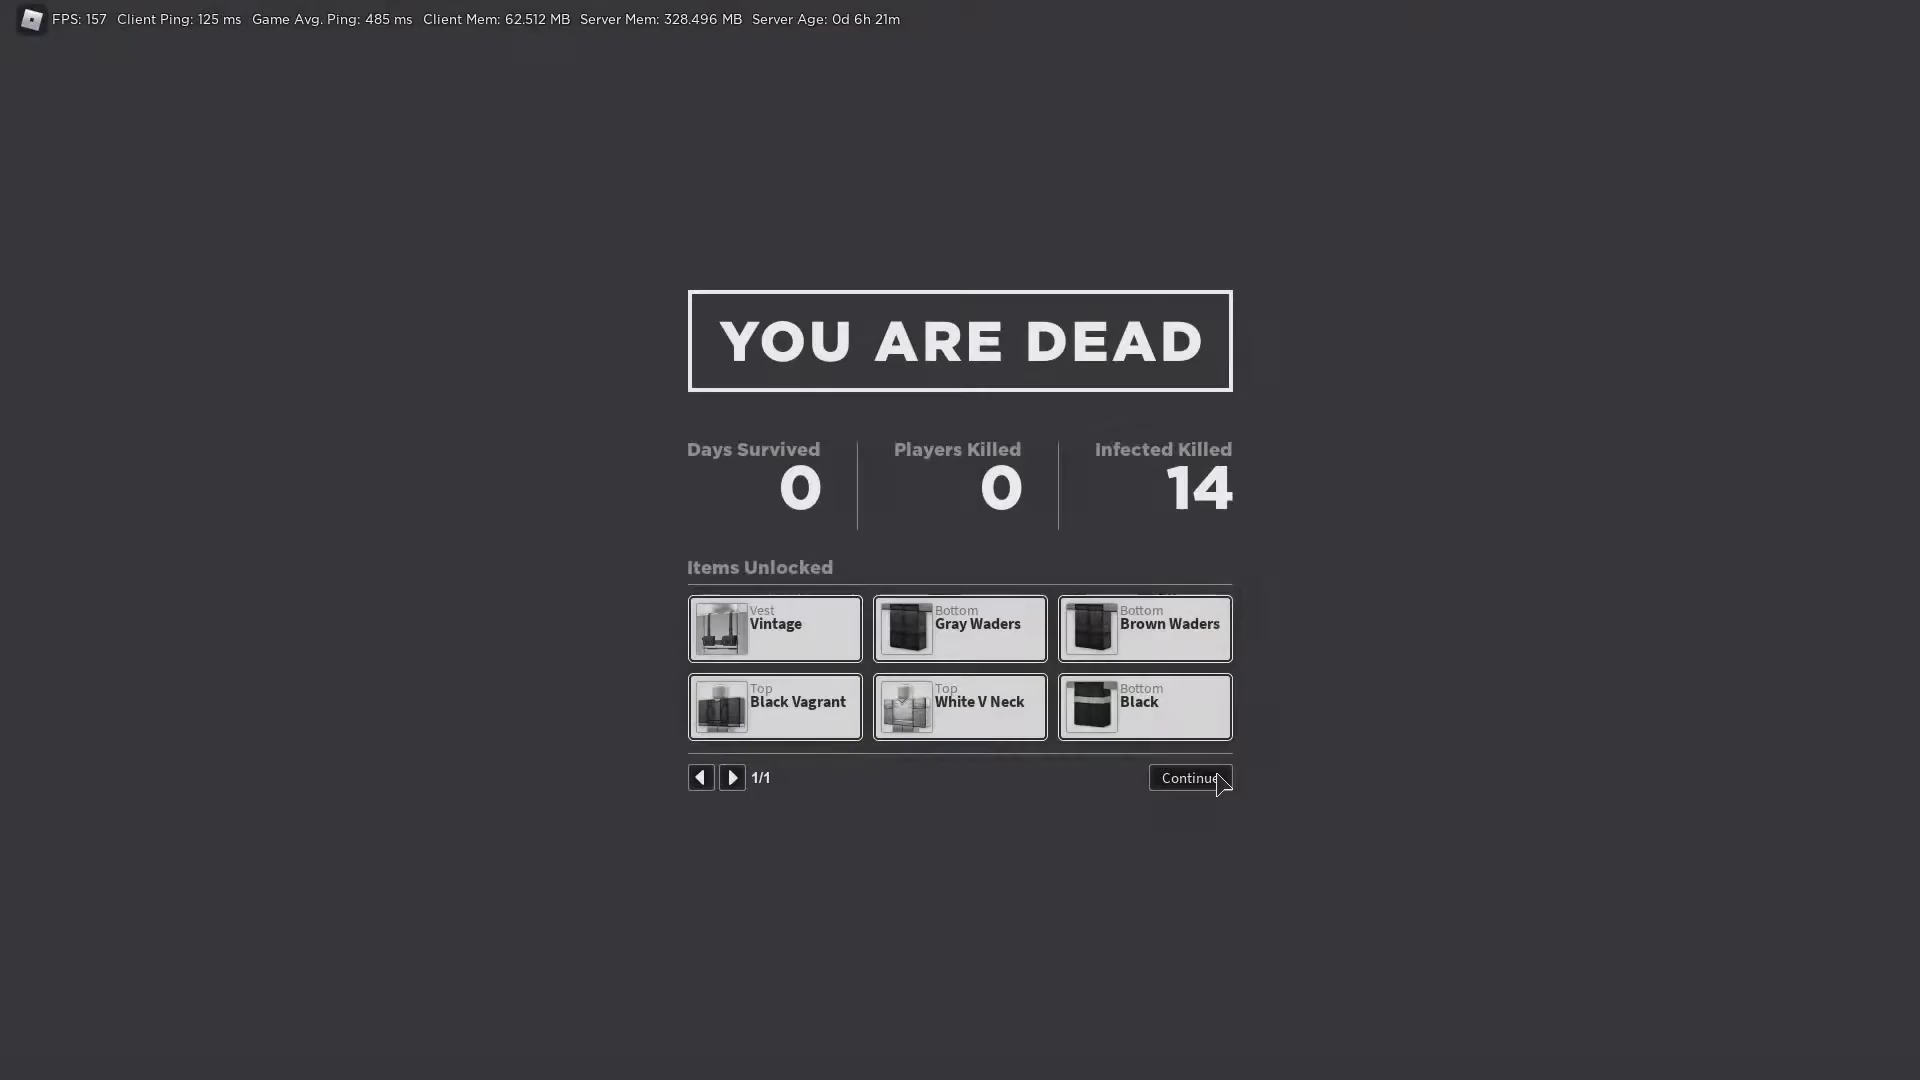 FPS: 157 Client Ping: 125 ms Game Avg. Ping: 485 ms Client Mem: 62.512 MB Server Mem: 328.496 MB Server Age: 0d 6h 21m
YOU ARE DEAD
Days Survived Players Killed Infected Killed
0 0 14
Items Unlocked
Vest Bottom Bottom
Vintage Gray Waders Brown Waders
Top Top Bottom
Black Vagrant White V Neck Black
1/1 Continue